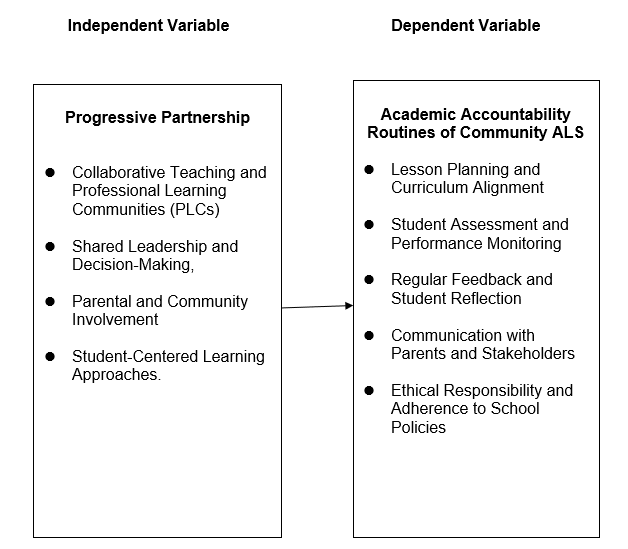 Independent Variable
Dependent Variable
Progressive Partnership
● Collaborative Teaching and
Professional Learning
Communities (PLCs)
● Shared Leadership and
Decision-Making,
● Parental and Community
Involvement
● Student-Centered Learning
Approaches.
Academic Accountability
Routines of Community ALS
● Lesson Planning and
Curriculum Alignment
● Student Assessment and
Performance Monitoring
● Regular Feedback and
Student Reflection
● Communication with
Parents and Stakeholders
● Ethical Responsibility and
Adherence to School
Policies